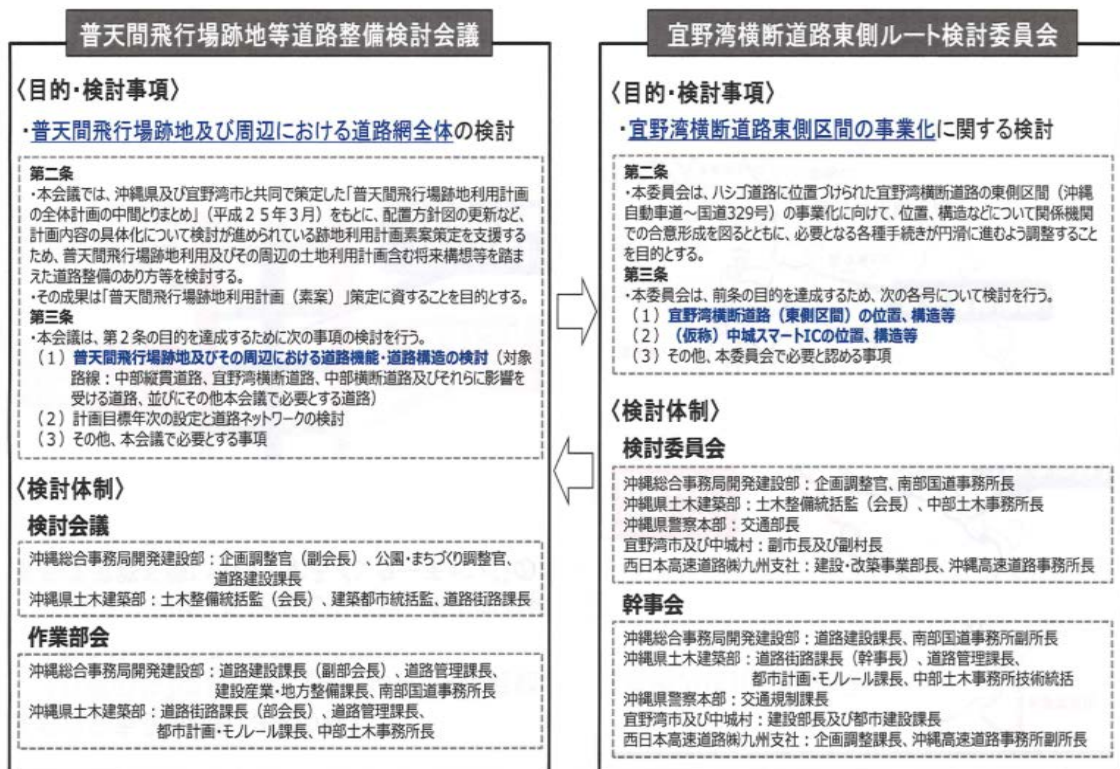 普天間飛行場跡地等道路整備検討会議
〈目的・検討事項〉
・普天間飛行場跡地及び周辺における道路網全体の検討
第二条
・本会議では、沖縄県及び宜野湾市と共同で策定した「普天間飛行場跡地利用計画
の全体計画の中間とりまとめ」（平成２５年３月）をもとに、配置方針図の更新など、
計画内容の具体化について検討が進められている跡地利用計画素案策定を支援する
ため、普天間飛行場跡地利用及びその周辺の土地利用計画含む将来構想等を踏ま
えた道路整備のあり方等を検討する。
・その成果は「普天間飛行場跡地利用計画（素案）」策定に資することを目的とする。
第三条
・本会議は、第２条の目的を達成するために次の事項の検討を行う。
（１）普天間飛行場跡地及びその周辺における道路機能・道路構造の検討（対象
路線：中部縦貫道路、宜野湾横断道路、中部横断道路及びそれらに影響を
受ける道路、並びにその他本会議で必要とする道路）
（２）計画目標年次の設定と道路ネットワークの検討
（３）その他、本会議で必要とする事項
〈検討体制〉
検討会議
沖縄総合事務局開発建設部：企画調整官（副会長）、公園・まちづくり調整官、
道路建設課長
沖縄県土木建築部：土木整備統括監（会長）、建築都市統括監、道路街路課長
作業部会
沖縄総合事務局開発建設部：道路建設課長（副部会長）、道路管理課長、
建設産業・地方整備課長、南部国道事務所長
沖縄県土木建築部：道路街路課長（部会長）、道路管理課長、
都市計画・モノレール課長、中部土木事務所長
宜野湾横断道路東側ルート検討委員会
〈目的・検討事項〉
・宜野湾横断道路東側区間の事業化に関する検討
第二条
・本委員会は、ハシゴ道路に位置づけられた宜野湾横断道路の東側区間（沖縄
自動車道～国道329号）の事業化に向けて、位置、構造などについて関係機関
での合意形成を図るとともに、必要となる各種手続きが円滑に進むよう調整すること
を目的とする。
第三条
・本委員会は、前条の目的を達成するため、次の各号について検討を行う。
（１）宜野湾横断道路（東側区間）の位置、構造等
（２）（仮称）中城スマートICの位置、構造等
（３）その他、本委員会で必要と認める事項
〈検討体制〉
検討委員会
沖縄総合事務局開発建設部：企画調整官、南部国道事務所長
沖縄県土木建築部：土木整備統括監（会長）、中部土木事務所長
沖縄県警察本部：交通部長
宜野湾市及び中城村：副市長及び副村長
西日本高速道路㈱九州支社：建設・改築事業部長、沖縄高速道路事務所長
幹事会
沖縄総合事務局開発建設部：道路建設課長、南部国道事務所副所長
沖縄県土木建築部：道路街路課長（幹事長）、道路管理課長、
都市計画・モノレール課長、中部土木事務所技術統括
沖縄県警察本部：交通規制課長
宜野湾市及び中城村：建設部長及び都市建設課長
西日本高速道路㈱九州支社：企画調整課長、沖縄高速道路事務所副所長